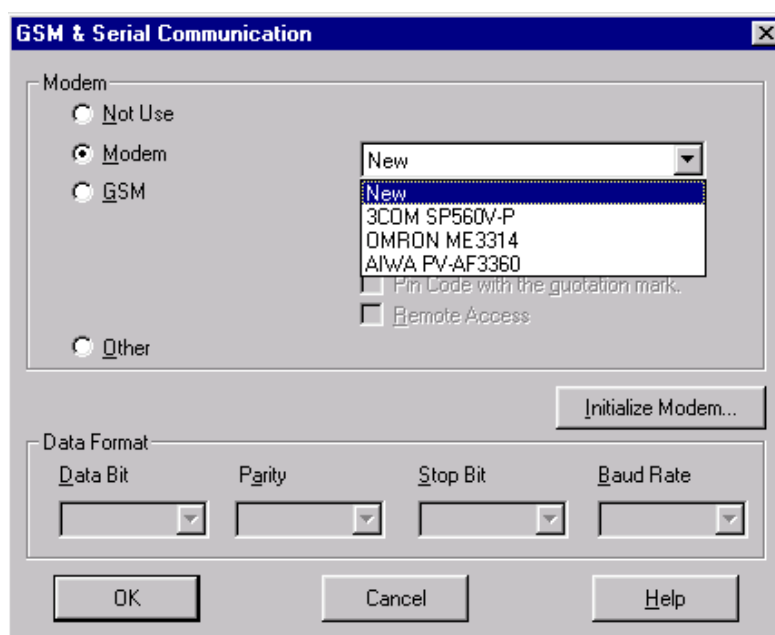 GSM & Serial Communication
Modem
Not Use
Modem
New
GSM
New
3COM SP560V-P
OMRON ME3314
AIWA PV-AF3360
Pin Code with the guotation mark.
Remote Access
Other
Initialize Modem...
Data Format
Data Bit Parity Stop Bit Baud Rate
OK Cancel Help